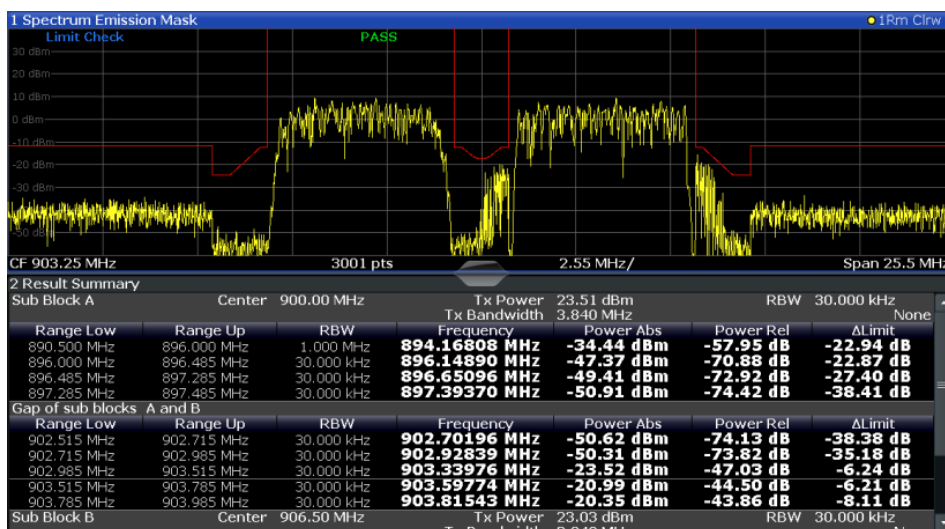 1 Spectrum Emission Mask 1Rm Clrw
Limit Check PASS
30 dBm
20 dBm
10 dBm
0 dBm
-10 dBm
-20 dBm
-30 dBm
-50 dBm
CF 903.25 MHz 3001 pts 2.55 MHz/ Span 25.5 MHz
2 Result Summary
Sub Block A Center 900.00 MHz Tx Power 23.51 dBm RBW 30.000 kHz
Tx Bandwidth 3.840 MHz None
Range Low Range Up RBW Frequency Power Abs Power Rel ΔLimit
890.500 MHz 896.000 MHz 1.000 MHz 894.16808 MHz -34.44 dBm -57.95 dB -22.94 dB
896.000 MHz 896.485 MHz 30.000 kHz 896.14890 MHz -47.37 dBm -70.88 dB -22.87 dB
896.485 MHz 897.285 MHz 30.000 kHz 896.65096 MHz -49.41 dBm -72.92 dB -27.40 dB
897.285 MHz 897.485 MHz 30.000 kHz 897.39370 MHz -50.91 dBm -74.42 dB -38.41 dB
Gap of sub blocks A and B
Range Low Range Up RBW Frequency Power Abs Power Rel ΔLimit
902.515 MHz 902.715 MHz 30.000 kHz 902.70196 MHz -50.62 dBm -74.13 dB -38.38 dB
902.715 MHz 902.985 MHz 30.000 kHz 902.92839 MHz -50.31 dBm -73.82 dB -35.18 dB
902.985 MHz 903.515 MHz 30.000 kHz 903.33976 MHz -23.52 dBm -47.03 dB -6.24 dB
903.515 MHz 903.785 MHz 30.000 kHz 903.59774 MHz -20.99 dBm -44.50 dB -6.21 dB
903.785 MHz 903.985 MHz 30.000 kHz 903.81543 MHz -20.35 dBm -43.86 dB -8.11 dB
Sub Block B Center 906.50 MHz Tx Power 23.03 dBm RBW 30.000 kHz